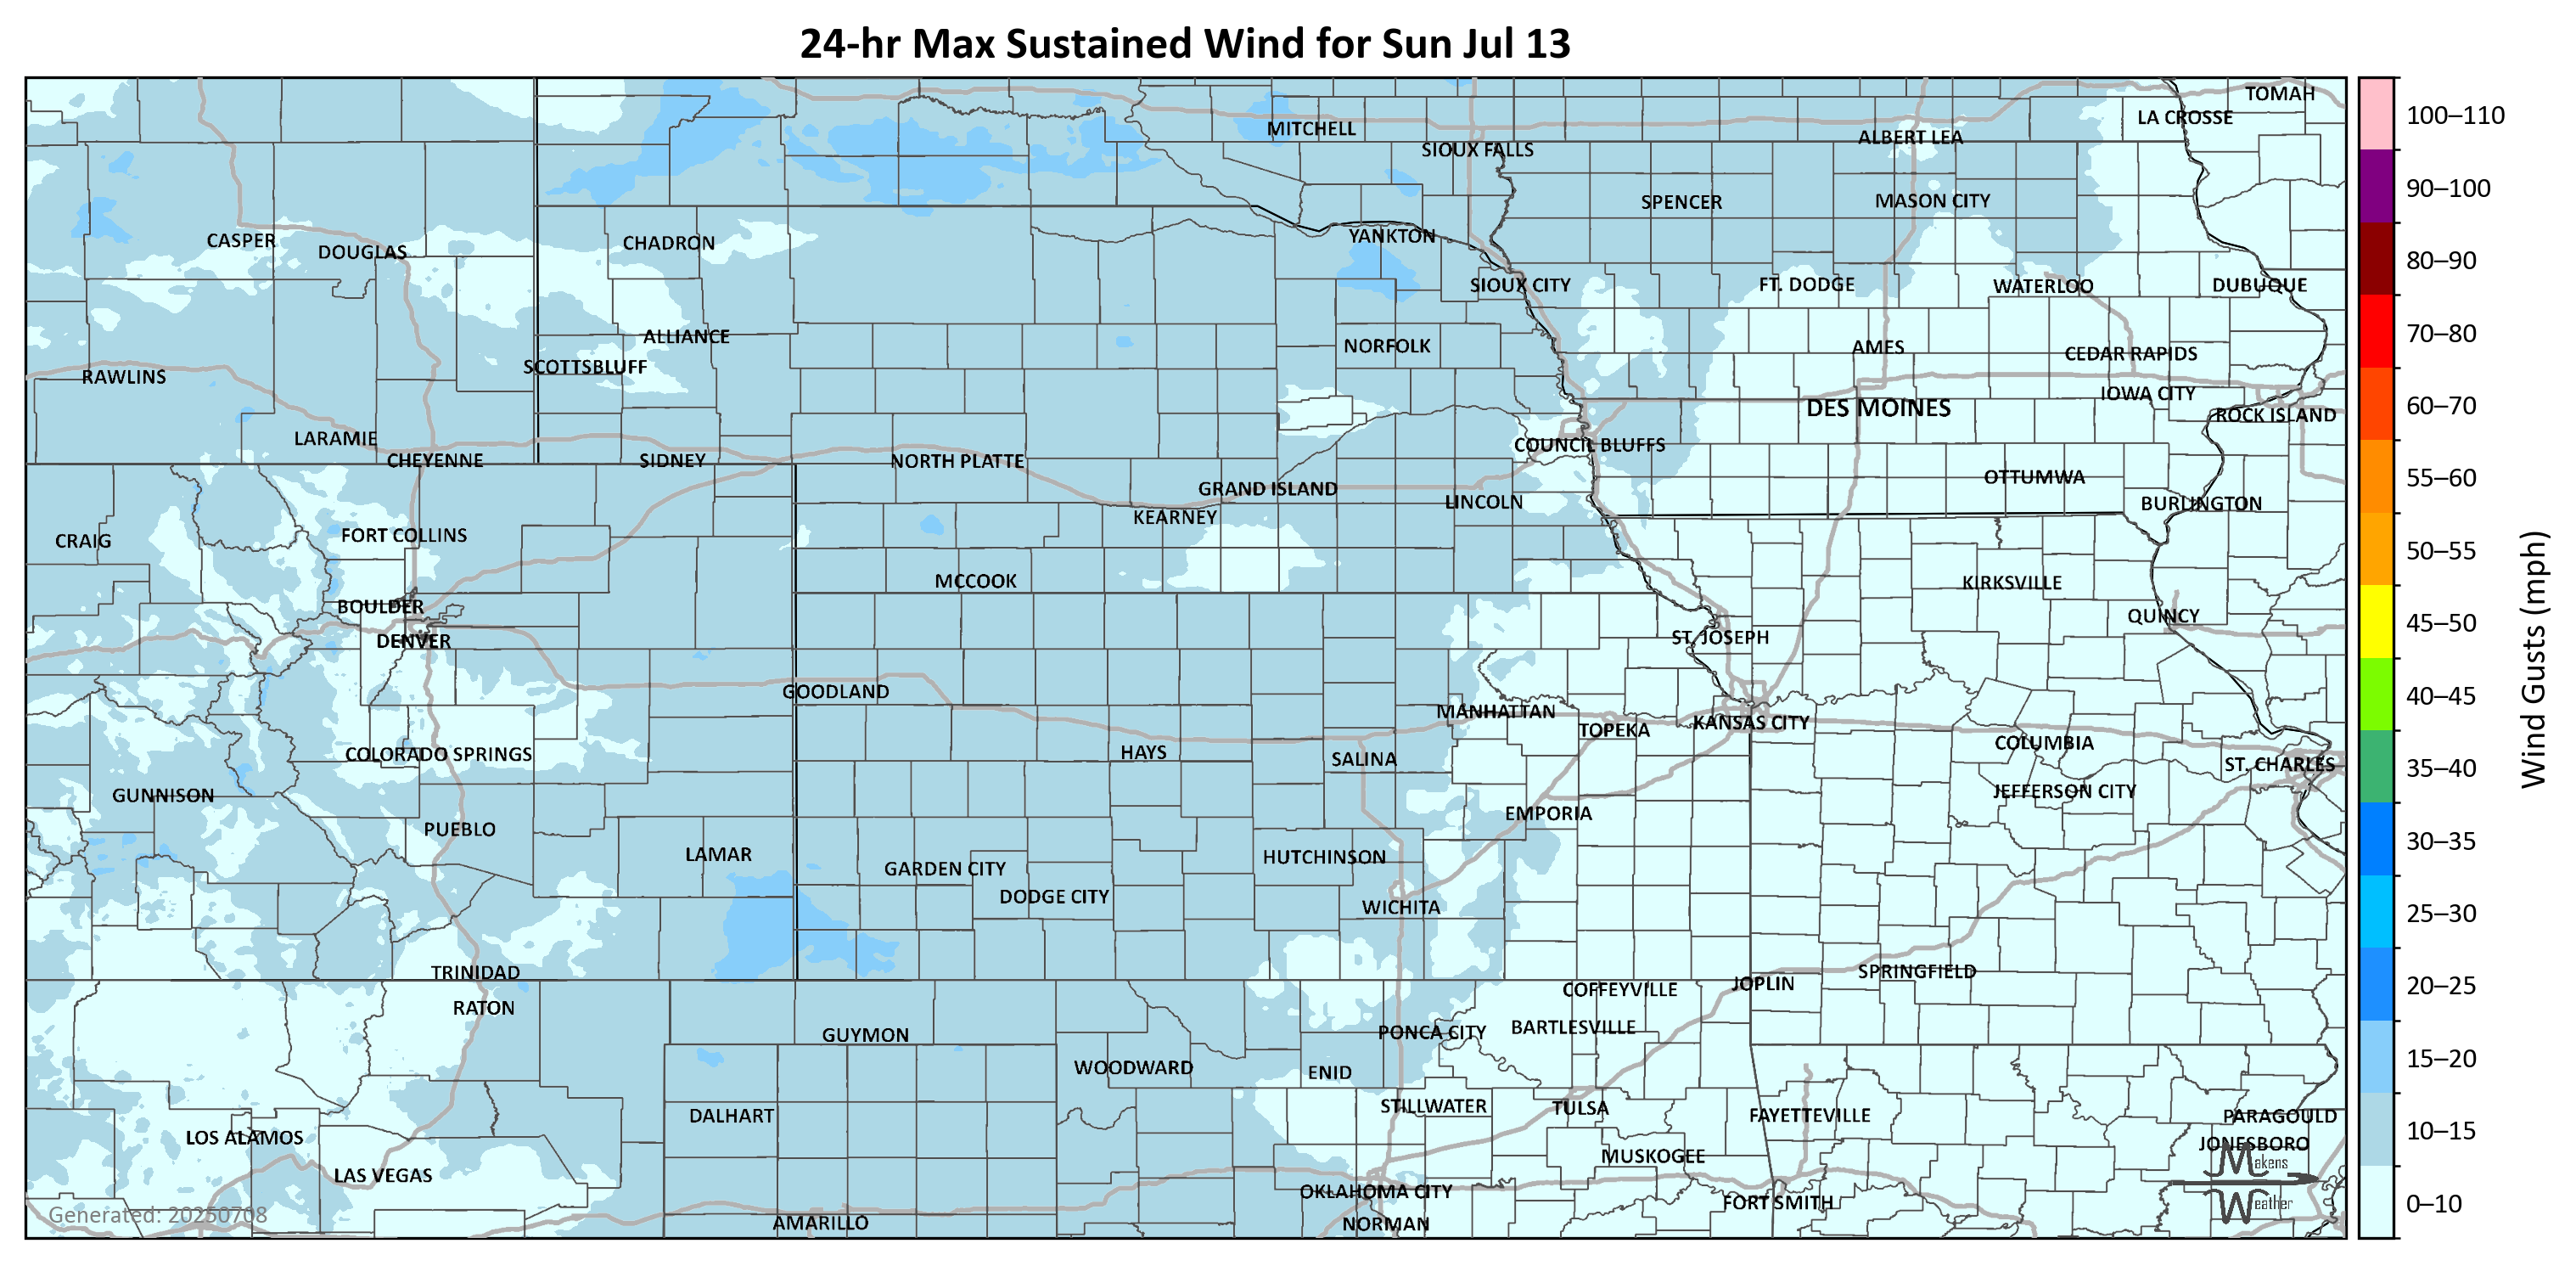 24-hr Max Sustained Wind for Sun Jul 13
TOMAH
LA CROSSE
MITCHELL
ALBERT LEA
SIOUX FALLS
SPENCER
MASON CITY
CASPER
CHADRON
YANKTON
DOUGLAS
SIOUX CITY
FT. DODGE
WATERLOO
DUBUQUE
ALLIANCE
NORFOLK
AMES
CEDAR RAPIDS
SCOTTSBLUFF
RAWLINS
IOWA CITY
DES MOINES
ROCK ISLAND
LARAMIE
COUNCIL BLUFFS
CHEYENNE
SIDNEY
NORTH PLATTE
OTTUMWA
GRAND ISLAND
LINCOLN
BURLINGTON
KEARNEY
FORT COLLINS
CRAIG
MCCOOK
KIRKSVILLE
BOULDER
QUINCY
DENVER
ST. JOSEPH
GOODLAND
MANHATTAN
KANSAS CITY
TOPEKA
COLUMBIA
HAYS
COLORADO SPRINGS
SALINA
ST. CHARLES
GUNNISON
JEFFERSON CITY
EMPORIA
PUEBLO
LAMAR
HUTCHINSON
GARDEN CITY
DODGE CITY
WICHITA
TRINIDAD
SPRINGFIELD
JOPLIN
COFFEYVILLE
RATON
BARTLESVILLE
PONCA CITY
GUYMON
WOODWARD
ENID
STILLWATER
TULSA
DALHART
FAYETTEVILLE
PARAGOULD
LOS ALAMOS
JONESBORO
MUSKOGEE
LAS VEGAS
OKLAHOMA CITY
FORT SMITH
AMARILLO
NORMAN
Generated: 20250708
Makens
Weather
100–110
90–100
80–90
70–80
60–70
55–60
50–55
45–50
40–45
35–40
30–35
25–30
20–25
15–20
10–15
0–10
Wind Gusts (mph)